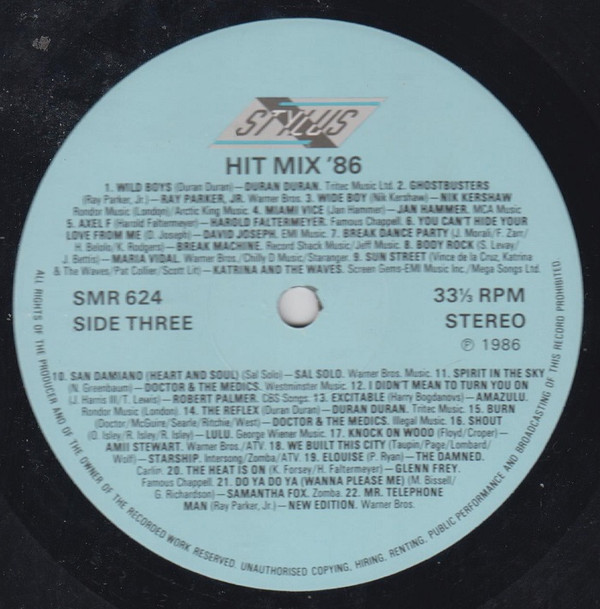 STYLUS
HIT MIX '86
1. WILD BOYS (Duran Duran)—DURAN DURAN. Tritec Music Ltd. 2. GHOSTBUSTERS
(Ray Parker, Jr.)—RAY PARKER, JR. Warner Bros. 3. WIDE BOY (Nik Kershaw)—NIK KERSHAW
Rondor Music (London)/Arctic King Music. 4. MIAMI VICE (Jan Hammer)—JAN HAMMER. MCA Music
5. AXEL F (Harold Faltermeyer)—HAROLD FALTERMEYER. Famous Chappell. 6. YOU CAN'T HIDE YOUR
LOVE FROM ME (D. Joseph)—DAVID JOSEPH. EMI Music. 7. BREAK DANCE PARTY (J. Morali/F. Zarr/
H. Belolo/K. Rodgers)—BREAK MACHINE. Record Shack Music/Jeff Music. 8. BODY ROCK (S. Levay/
J. Bettis)—MARIA VIDAL. Warner Bros./Chilly D Music/Staranger. 9. SUN STREET (Vince de la Cruz, Katrina
& The Waves/Pat Collier/Scott Lit)—KATRINA AND THE WAVES. Screen Gems-EMI Music Inc./Mega Songs Ltd.
SMR 624 33⅓ RPM
SIDE THREE STEREO
℗ 1986
10. SAN DAMIANO (HEART AND SOUL) (Sal Solo)—SAL SOLO. Warner Bros. Music. 11. SPIRIT IN THE SKY
(N. Greenbaum)—DOCTOR & THE MEDICS. Westminster Music. 12. I DIDN'T MEAN TO TURN YOU ON
(J. Harris III/T. Lewis)—ROBERT PALMER. CBS Songs. 13. EXCITABLE (Harry Bogdanovs)—AMAZULU.
Rondor Music (London). 14. THE REFLEX (Duran Duran)—DURAN DURAN. Tritec Music. 15. BURN
(Doctor/McGuire/Searle/Ritchie/West)—DOCTOR & THE MEDICS. Illegal Music. 16. SHOUT
(O. Isley/R. Isley/R. Isley)—LULU. George Wiener Music. 17. KNOCK ON WOOD (Floyd/Croper)—
AMII STEWART. Warner Bros./ATV. 18. WE BUILT THIS CITY (Taupin/Page/Lambord/
Wolf)—STARSHIP. Intersong/Zomba/ATV. 19. ELOUISE (P. Ryan)—THE DAMNED.
Carlin. 20. THE HEAT IS ON (K. Forsey/H. Faltermeyer)—GLENN FREY.
Famous Chappell. 21. DO YA DO YA (WANNA PLEASE ME) (M. Bissell/
G. Richardson)—SAMANTHA FOX. Zomba. 22. MR. TELEPHONE
MAN (Ray Parker, Jr.)—NEW EDITION. Warner Bros.
ALL RIGHTS OF THE PRODUCER AND OF THE OWNER OF THE RECORDED WORK RESERVED. UNAUTHORISED COPYING, HIRING, RENTING, PUBLIC PERFORMANCE AND BROADCASTING OF THIS RECORD PROHIBITED.